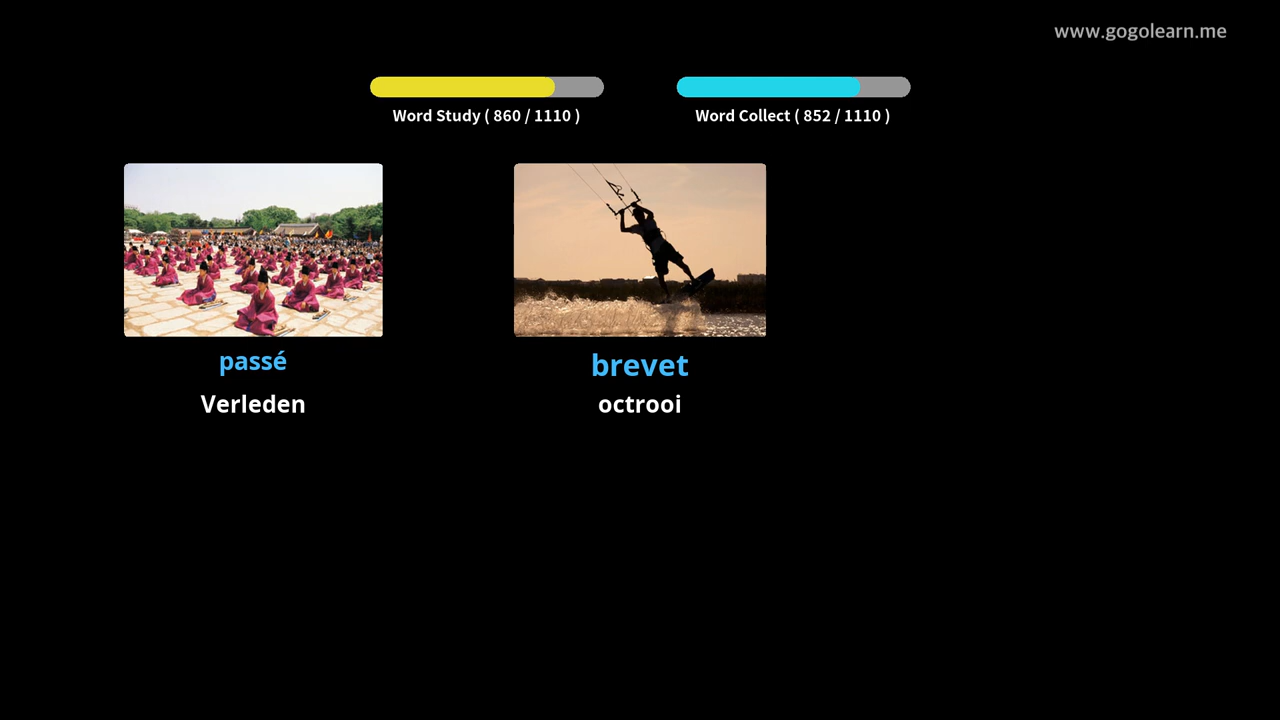 www.gogolearn.me
Word Study ( 860 / 1110 )
Word Collect ( 852 / 1110 )
passé
Verleden
brevet
octrooi